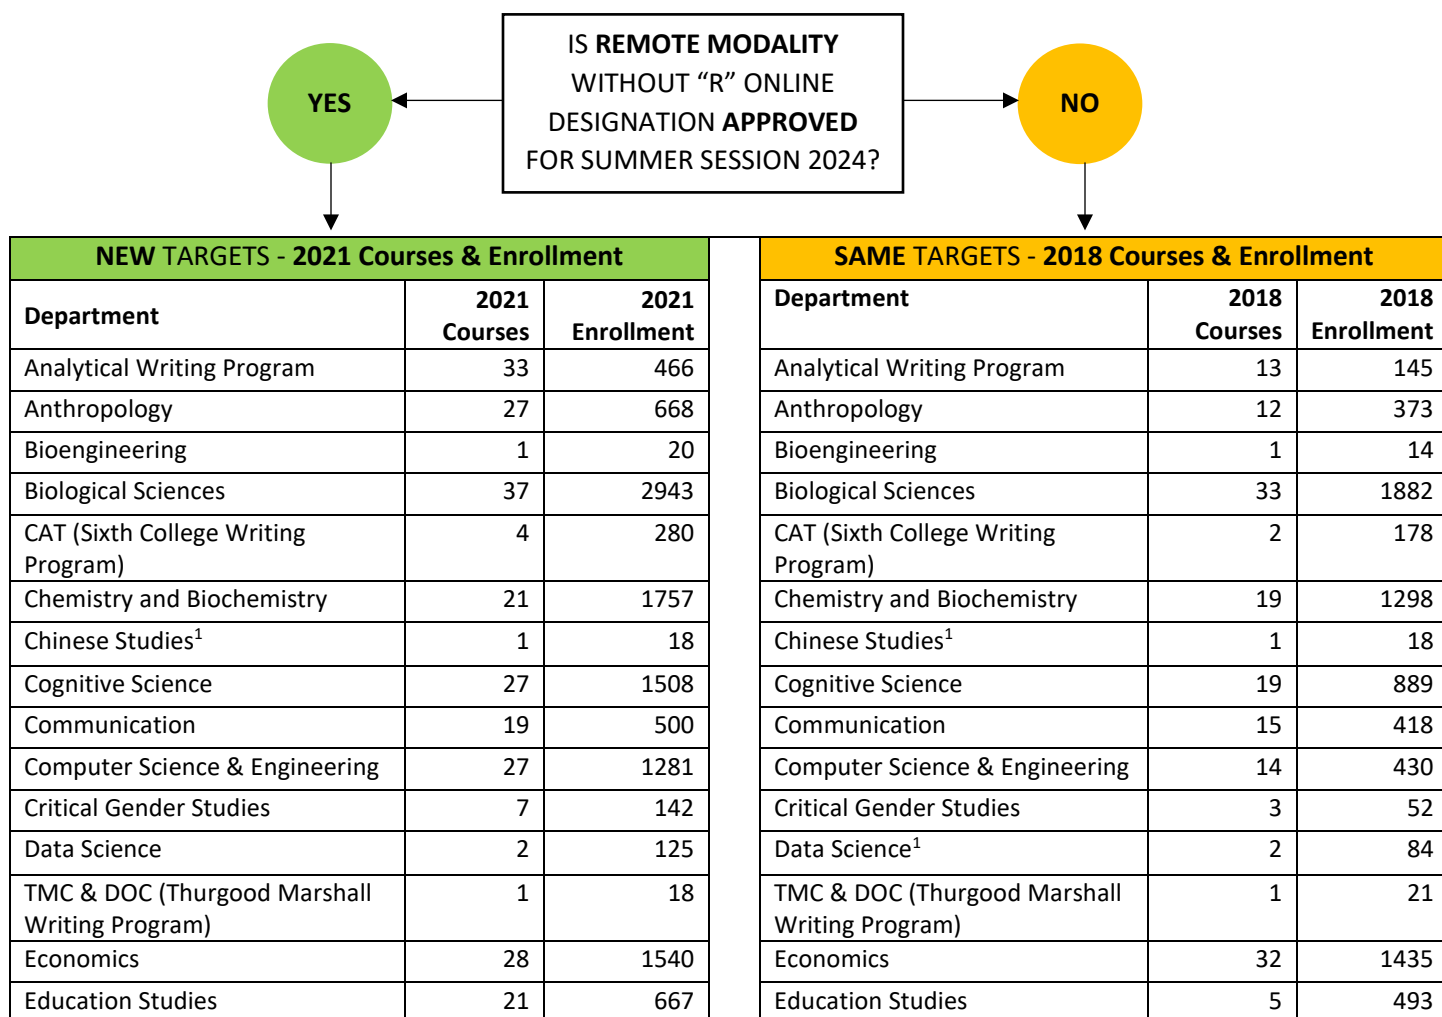 IS REMOTE MODALITY
WITHOUT “R” ONLINE
DESIGNATION APPROVED
FOR SUMMER SESSION 2024?
YES
NO
NEW TARGETS - 2021 Courses & Enrollment
Department 2021 Courses 2021 Enrollment
Analytical Writing Program 33 466
Anthropology 27 668
Bioengineering 1 20
Biological Sciences 37 2943
CAT (Sixth College Writing
Program) 4 280
Chemistry and Biochemistry 21 1757
Chinese Studies¹ 1 18
Cognitive Science 27 1508
Communication 19 500
Computer Science & Engineering 27 1281
Critical Gender Studies 7 142
Data Science 2 125
TMC & DOC (Thurgood Marshall
Writing Program) 1 18
Economics 28 1540
Education Studies 21 667
SAME TARGETS - 2018 Courses & Enrollment
Department 2018 Courses 2018 Enrollment
Analytical Writing Program 13 145
Anthropology 12 373
Bioengineering 1 14
Biological Sciences 33 1882
CAT (Sixth College Writing
Program) 2 178
Chemistry and Biochemistry 19 1298
Chinese Studies¹ 1 18
Cognitive Science 19 889
Communication 15 418
Computer Science & Engineering 14 430
Critical Gender Studies 3 52
Data Science¹ 2 84
TMC & DOC (Thurgood Marshall
Writing Program) 1 21
Economics 32 1435
Education Studies 5 493